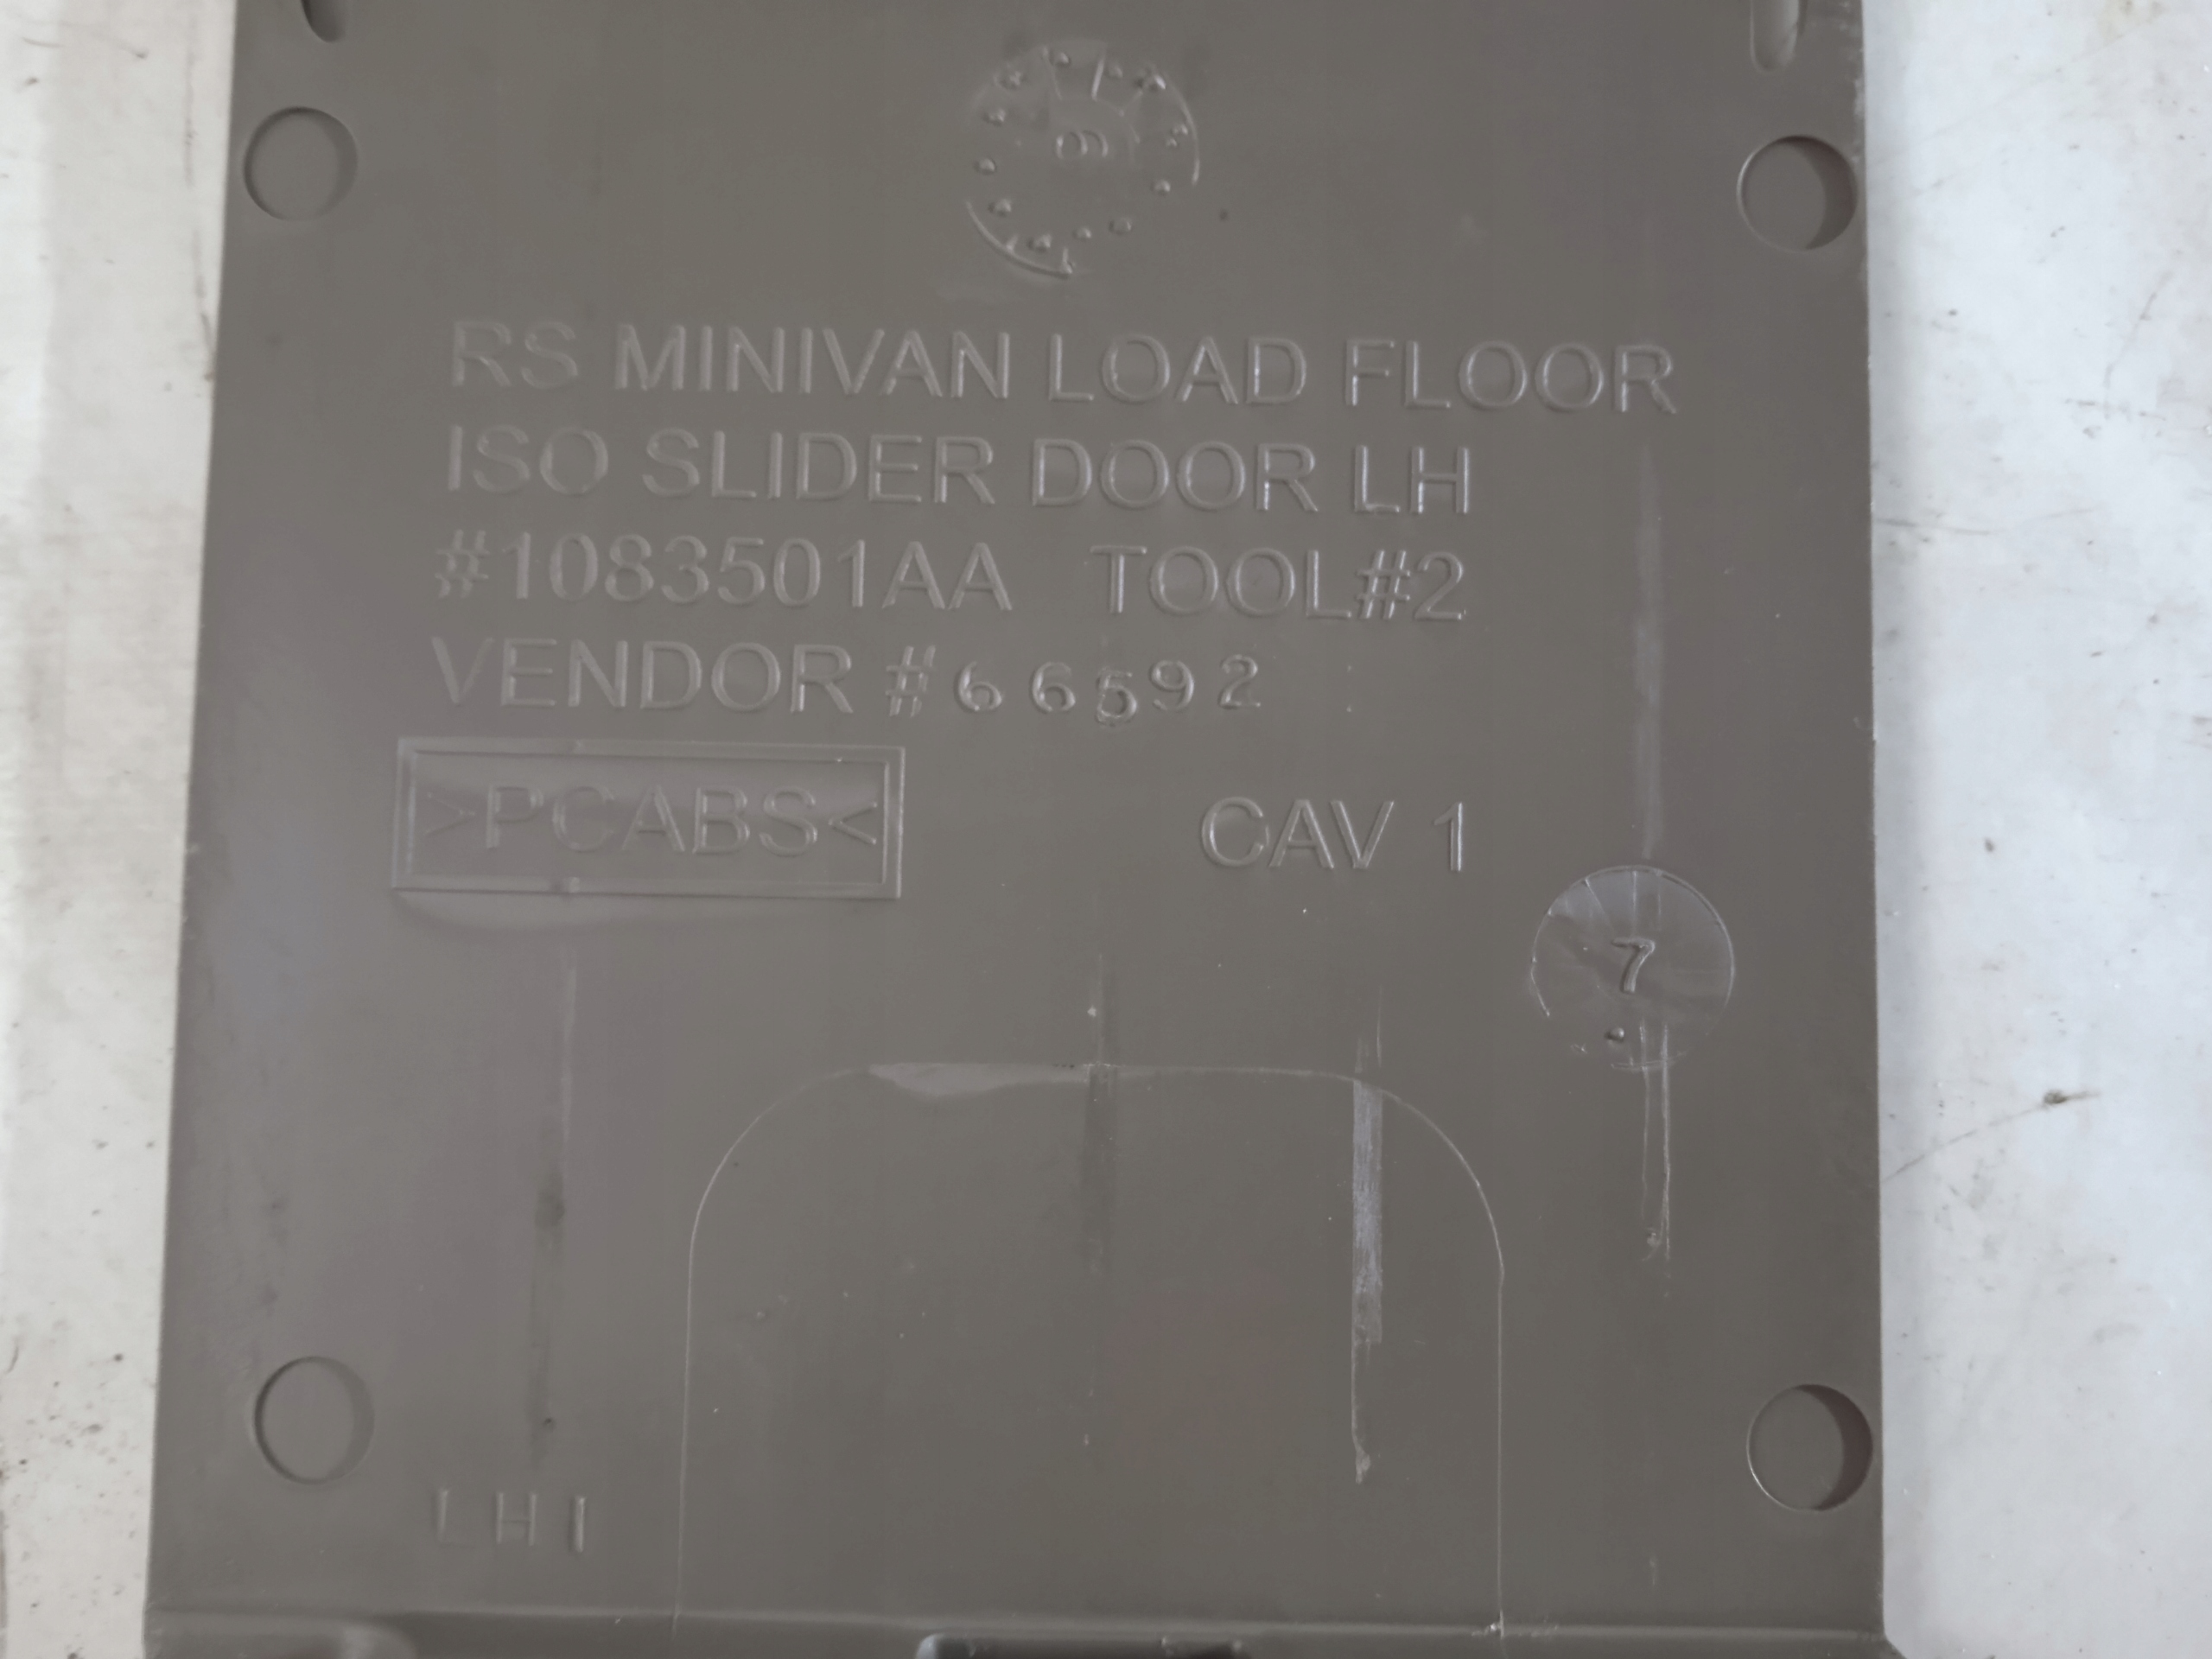 RS MINIVAN LOAD FLOOR
ISO SLIDER DOOR LH
#1083501AA TOOL#2
VENDOR #66592
>PCABS< CAV 1
7
LH1